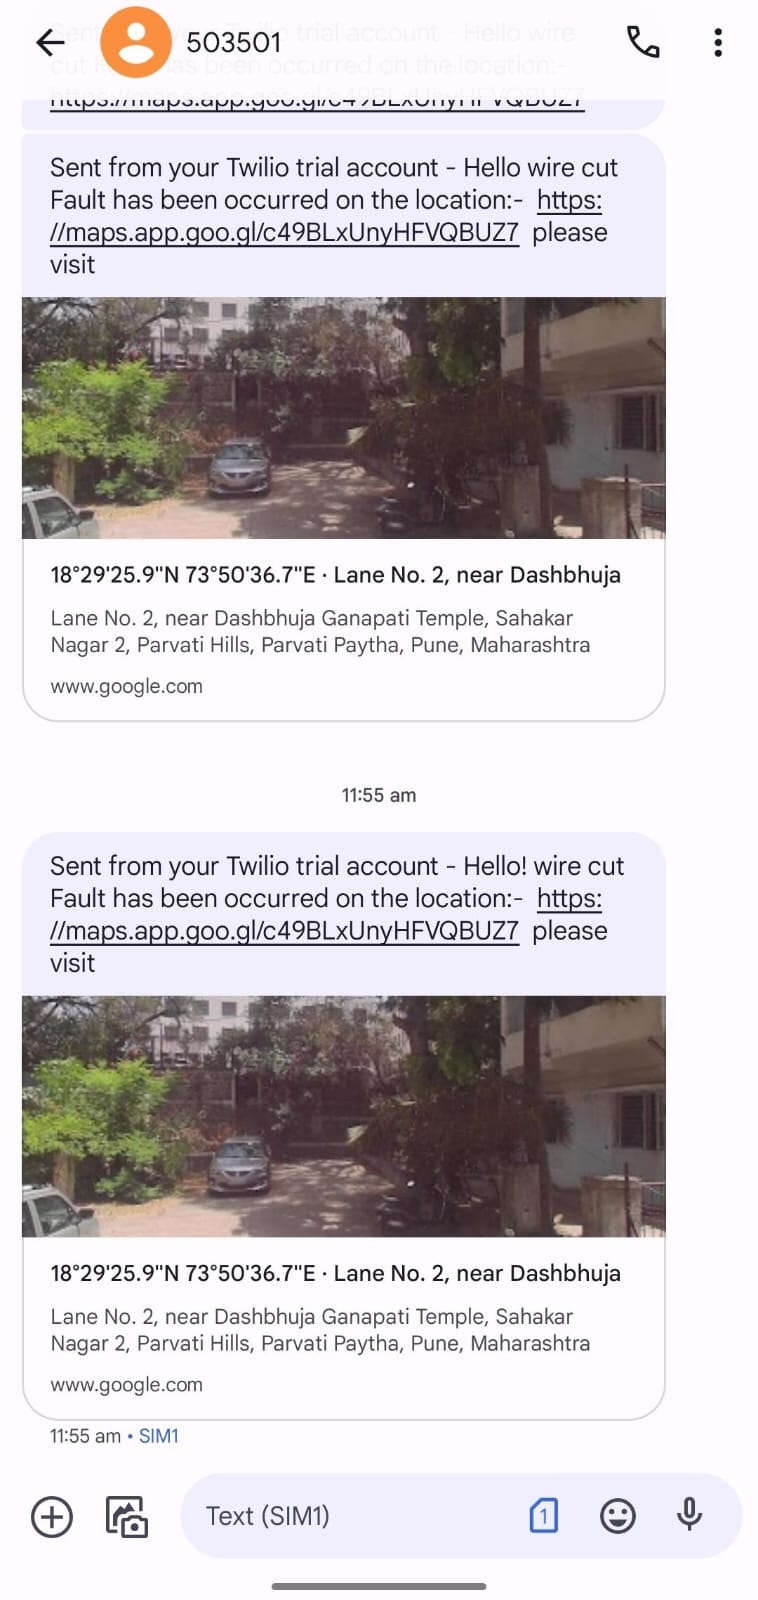 503501
Sent from your Twilio trial account - Hello wire
cut Fault has been occurred on the location:-
https://maps.app.goo.gl/c49BLxUnyHFVQBUZ7
Sent from your Twilio trial account - Hello wire cut
Fault has been occurred on the location:- https:
//maps.app.goo.gl/c49BLxUnyHFVQBUZ7 please
visit
18°29'25.9"N 73°50'36.7"E · Lane No. 2, near Dashbhuja
Lane No. 2, near Dashbhuja Ganapati Temple, Sahakar
Nagar 2, Parvati Hills, Parvati Paytha, Pune, Maharashtra
www.google.com
11:55 am
Sent from your Twilio trial account - Hello! wire cut
Fault has been occurred on the location:- https:
//maps.app.goo.gl/c49BLxUnyHFVQBUZ7 please
visit
18°29'25.9"N 73°50'36.7"E · Lane No. 2, near Dashbhuja
Lane No. 2, near Dashbhuja Ganapati Temple, Sahakar
Nagar 2, Parvati Hills, Parvati Paytha, Pune, Maharashtra
www.google.com
11:55 am • SIM1
Text (SIM1)
1